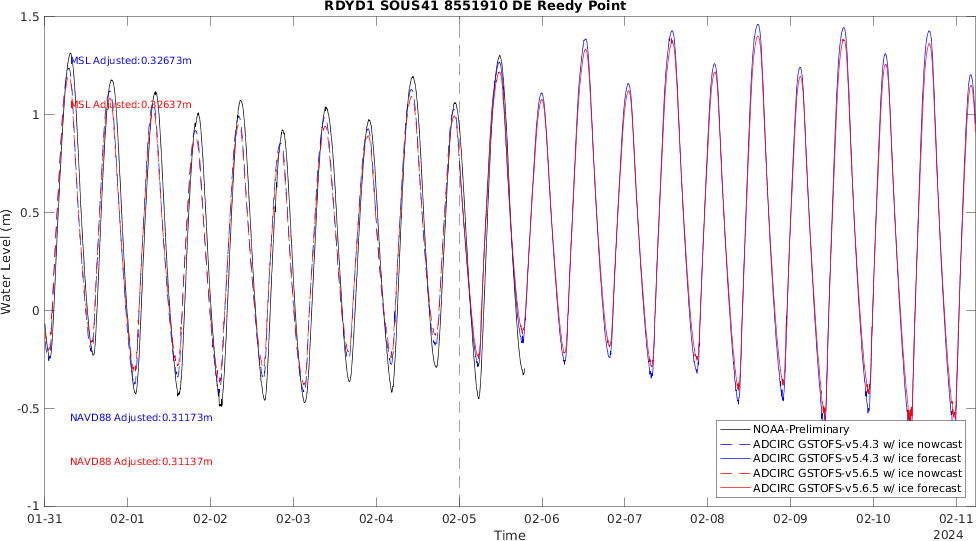 RDYD1 SOUS41 8551910 DE Reedy Point
1.5
1
0.5
0
-0.5
-1
Water Level (m)
MSL Adjusted:0.32673m
MSL Adjusted:0.32637m
NAVD88 Adjusted:0.31173m
NAVD88 Adjusted:0.31137m
NOAA-Preliminary
ADCIRC GSTOFS-v5.4.3 w/ ice nowcast
ADCIRC GSTOFS-v5.4.3 w/ ice forecast
ADCIRC GSTOFS-v5.6.5 w/ ice nowcast
ADCIRC GSTOFS-v5.6.5 w/ ice forecast
01-31 02-01 02-02 02-03 02-04 02-05 02-06 02-07 02-08 02-09 02-10 02-11
Time
2024